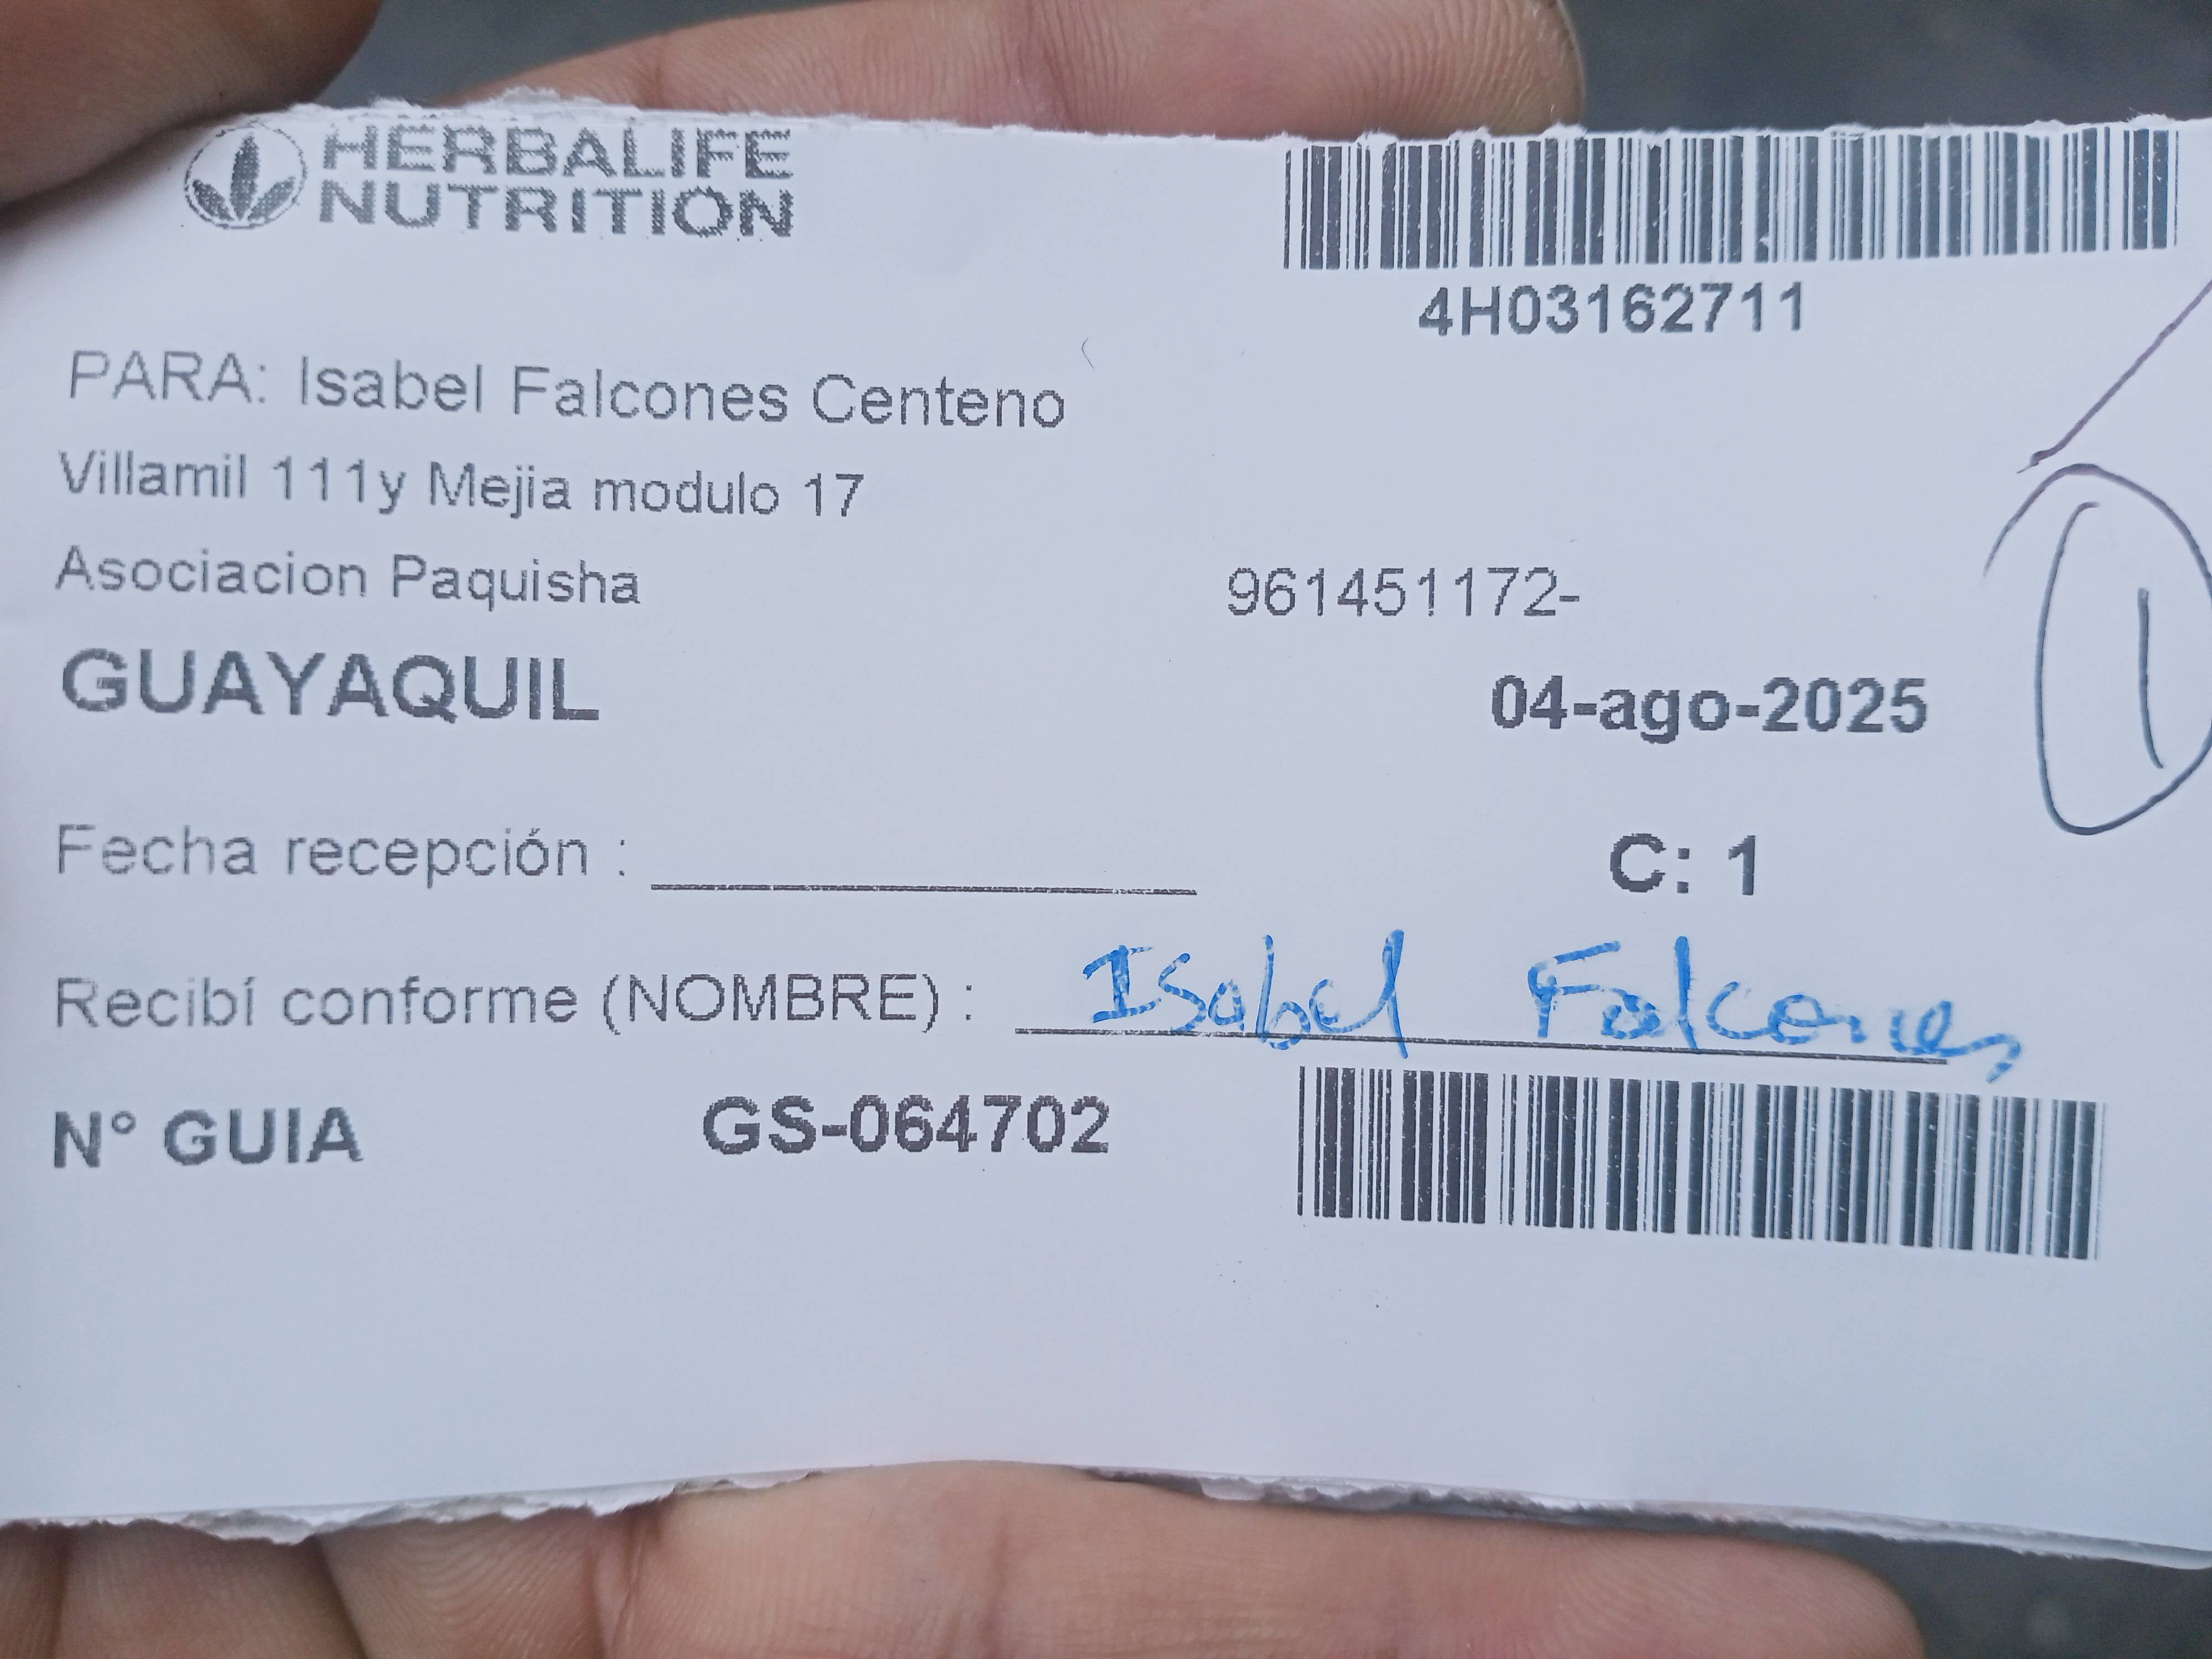 HERBALIFE
NUTRITION
4H03162711
PARA: Isabel Falcones Centeno
Villamil 111y Mejia modulo 17
Asociacion Paquisha
961451172-
GUAYAQUIL
04-ago-2025
1
Fecha recepción :
C: 1
Recibí conforme (NOMBRE) : Isabel Falcones
N° GUIA GS-064702